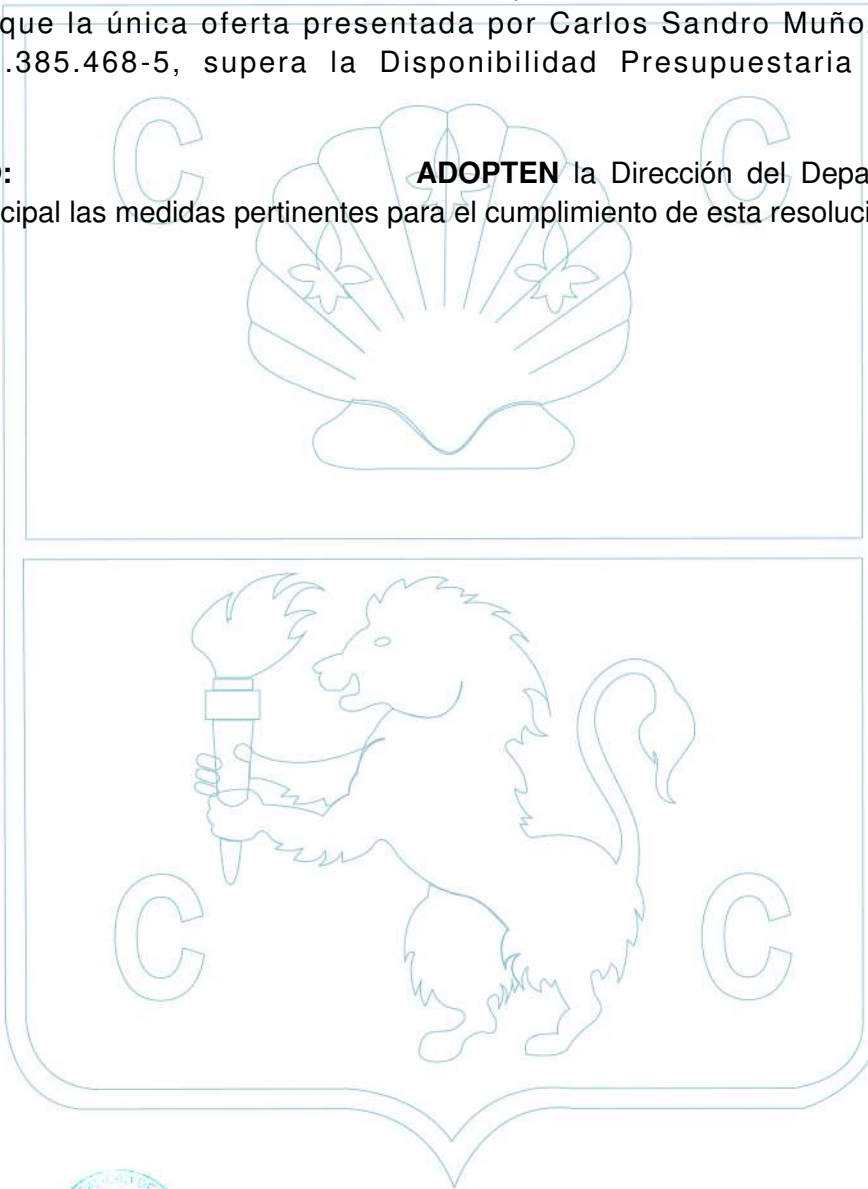 que la única oferta presentada por Carlos Sandro Muño
.385.468-5, supera la Disponibilidad Presupuestaria
C C
: ADOPTEN la Dirección del Depa
cipal las medidas pertinentes para el cumplimiento de esta resoluci
C C